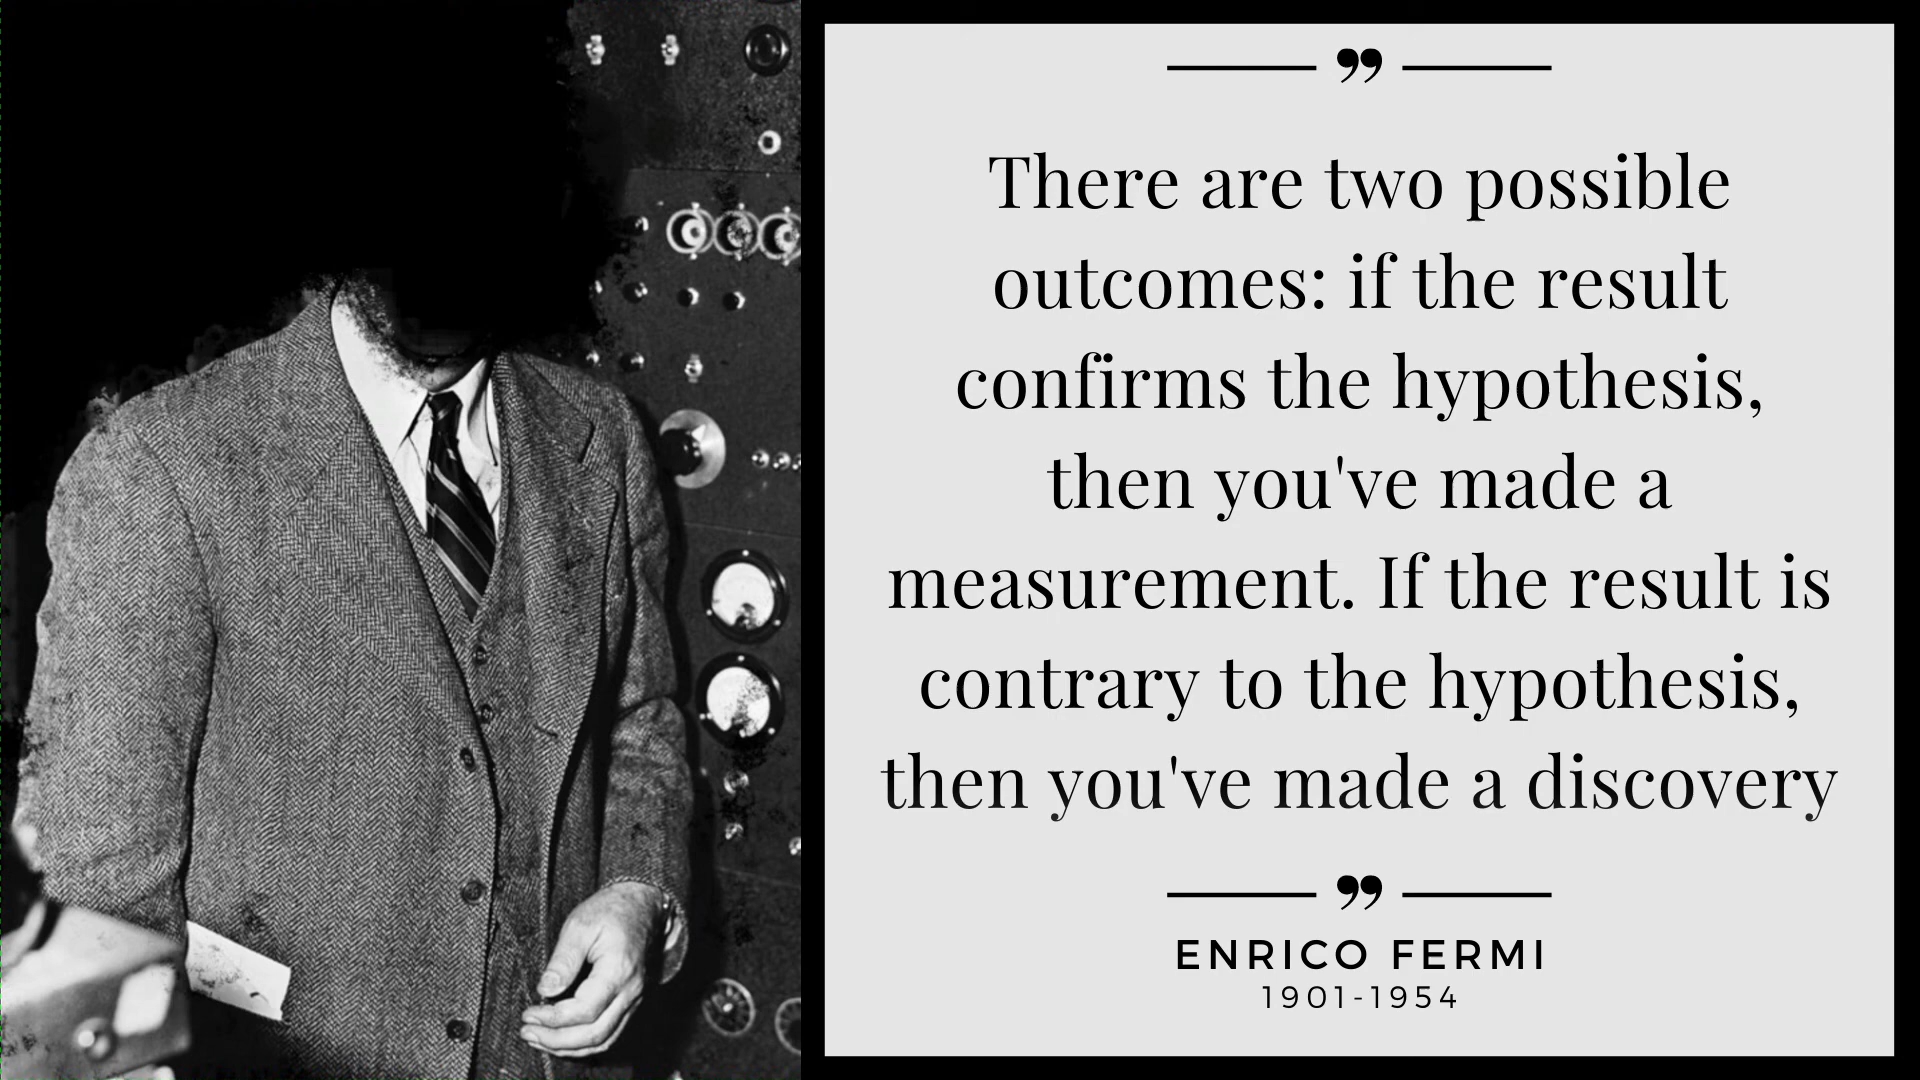 There are two possible
outcomes: if the result
confirms the hypothesis,
then you've made a
measurement. If the result is
contrary to the hypothesis,
then you've made a discovery
ENRICO FERMI
1901-1954